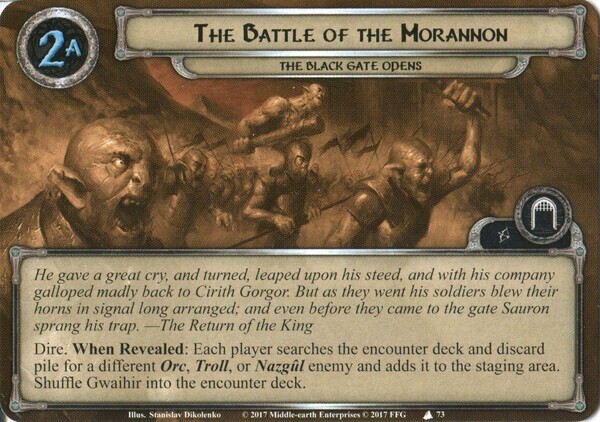 2A
THE BATTLE OF THE MORANNON
THE BLACK GATE OPENS
He gave a great cry, and turned, leaped upon his steed, and with his company
galloped madly back to Cirith Gorgor. But as they went his soldiers blew their
horns in signal long arranged; and even before they came to the gate Sauron
sprang his trap. —The Return of the King
Dire. When Revealed: Each player searches the encounter deck and discard
pile for a different Orc, Troll, or Nazgûl enemy and adds it to the staging area.
Shuffle Gwaihir into the encounter deck.
Illus. Stanislav Dikolenko © 2017 Middle-earth Enterprises © 2017 FFG 73